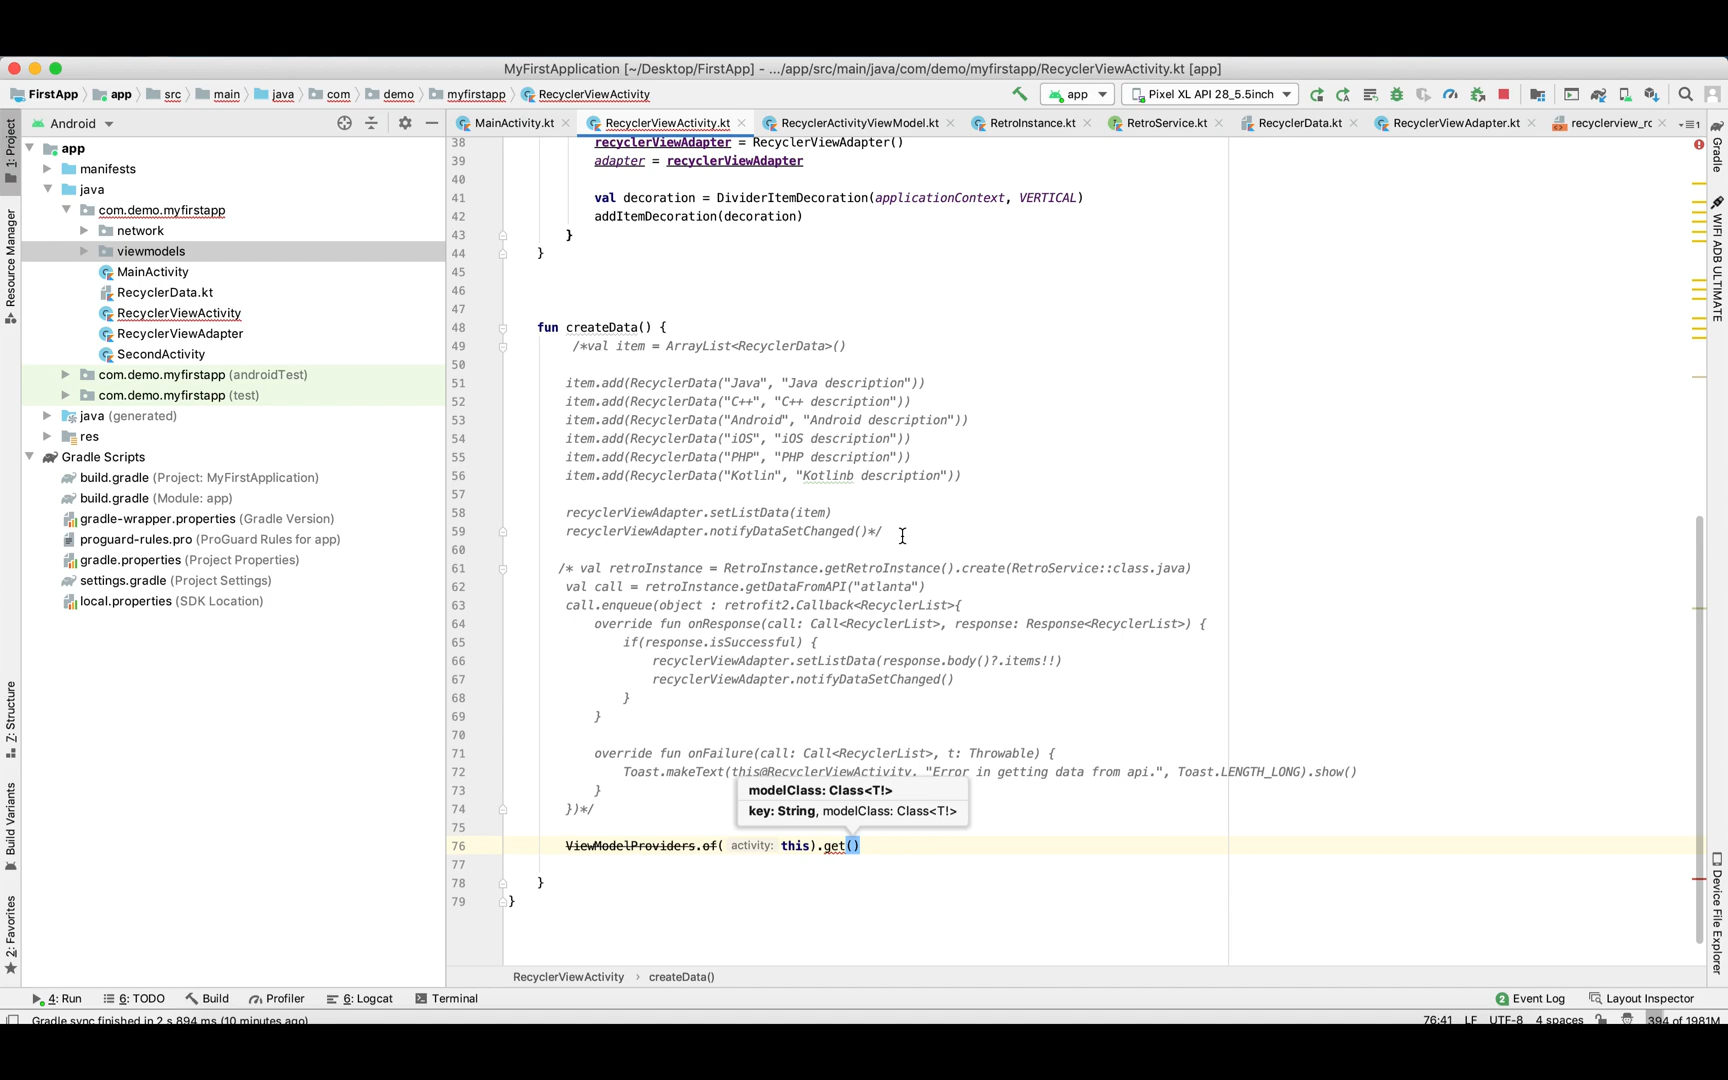 MyFirstApplication [~/Desktop/FirstApp] - .../app/src/main/java/com/demo/myfirstapp/RecyclerViewActivity.kt [app]
FirstApp app src main java com demo myfirstapp RecyclerViewActivity
app Pixel XL API 28_5.5inch
Android
MainActivity.kt RecyclerViewActivity.kt RecyclerActivityViewModel.kt RetroInstance.kt RetroService.kt RecyclerData.kt RecyclerViewAdapter.kt recyclerview_rc
1: Project
Resource Manager
Z: Structure
Build Variants
2: Favorites
app
manifests
java
com.demo.myfirstapp
network
viewmodels
MainActivity
RecyclerData.kt
RecyclerViewActivity
RecyclerViewAdapter
SecondActivity
com.demo.myfirstapp (androidTest)
com.demo.myfirstapp (test)
java (generated)
res
Gradle Scripts
build.gradle (Project: MyFirstApplication)
build.gradle (Module: app)
gradle-wrapper.properties (Gradle Version)
proguard-rules.pro (ProGuard Rules for app)
gradle.properties (Project Properties)
settings.gradle (Project Settings)
local.properties (SDK Location)
38 recyclerViewAdapter = RecyclerViewAdapter()
39 adapter = recyclerViewAdapter
40
41 val decoration = DividerItemDecoration(applicationContext, VERTICAL)
42 addItemDecoration(decoration)
43 }
44 }
45
46
47
48 fun createData() {
49 /*val item = ArrayList<RecyclerData>()
50
51 item.add(RecyclerData("Java", "Java description"))
52 item.add(RecyclerData("C++", "C++ description"))
53 item.add(RecyclerData("Android", "Android description"))
54 item.add(RecyclerData("iOS", "iOS description"))
55 item.add(RecyclerData("PHP", "PHP description"))
56 item.add(RecyclerData("Kotlin", "Kotlinb description"))
57
58 recyclerViewAdapter.setListData(item)
59 recyclerViewAdapter.notifyDataSetChanged()*/
60
61 /* val retroInstance = RetroInstance.getRetroInstance().create(RetroService::class.java)
62 val call = retroInstance.getDataFromAPI("atlanta")
63 call.enqueue(object : retrofit2.Callback<RecyclerList>{
64 override fun onResponse(call: Call<RecyclerList>, response: Response<RecyclerList>) {
65 if(response.isSuccessful) {
66 recyclerViewAdapter.setListData(response.body()?.items!!)
67 recyclerViewAdapter.notifyDataSetChanged()
68 }
69 }
70
71 override fun onFailure(call: Call<RecyclerList>, t: Throwable) {
72 Toast.makeText(this@RecyclerViewActivity, "Error in getting data from api.", Toast.LENGTH_LONG).show()
73 }
modelClass: Class<T!>
key: String, modelClass: Class<T!>
74 })*/
75
76 ViewModelProviders.of( activity: this).get()
77
78 }
79 }
RecyclerViewActivity › createData()
Gradle
WIFI ADB ULTIMATE
Device File Explorer
4: Run 6: TODO Build Profiler 6: Logcat Terminal 2 Event Log Layout Inspector
Gradle sync finished in 2 s 894 ms (10 minutes ago) 76:41 LF UTF-8 4 spaces 394 of 1981M